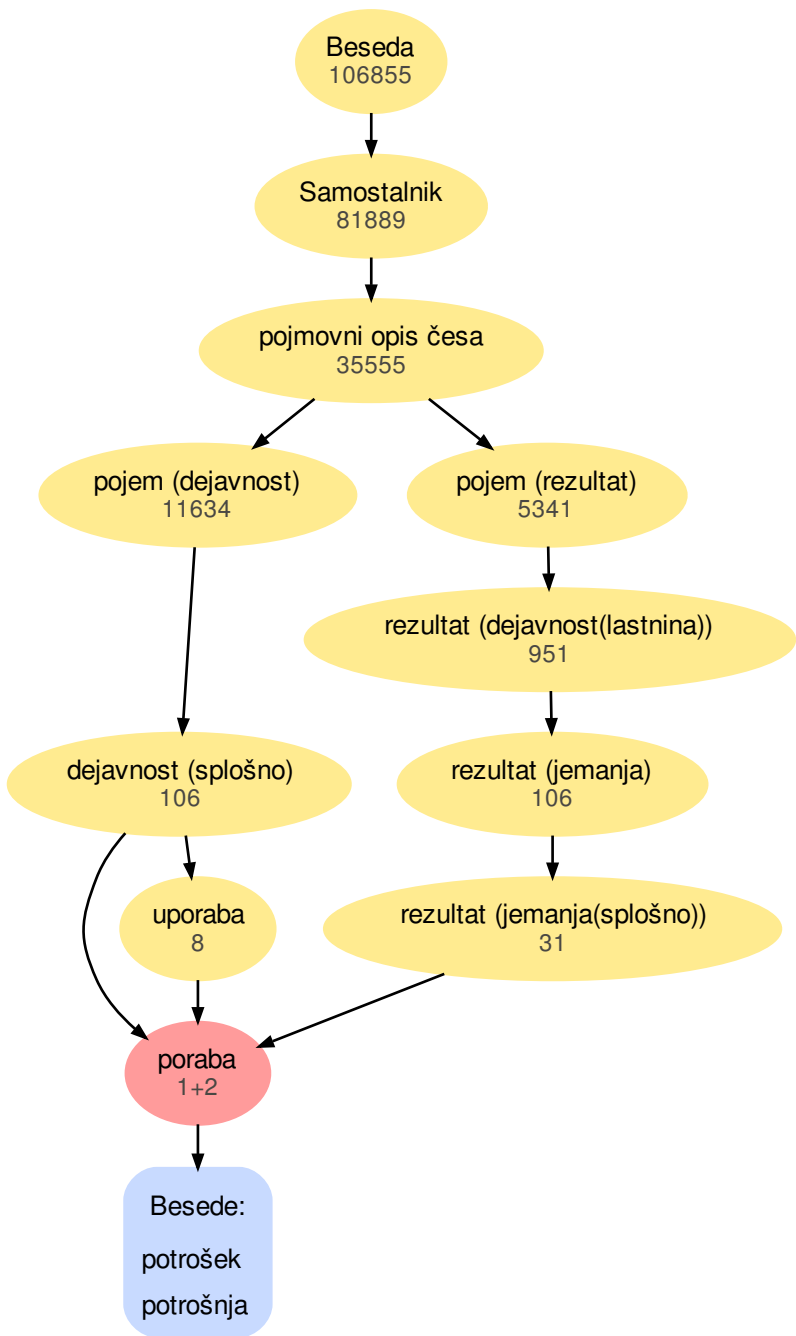 Beseda
106855
Samostalnik
81889
pojmovni opis česa
35555
pojem (dejavnost)
11634
pojem (rezultat)
5341
rezultat (dejavnost(lastnina))
951
dejavnost (splošno)
106
rezultat (jemanja)
106
uporaba
8
rezultat (jemanja(splošno))
31
poraba
1+2
Besede:
potrošek
potrošnja